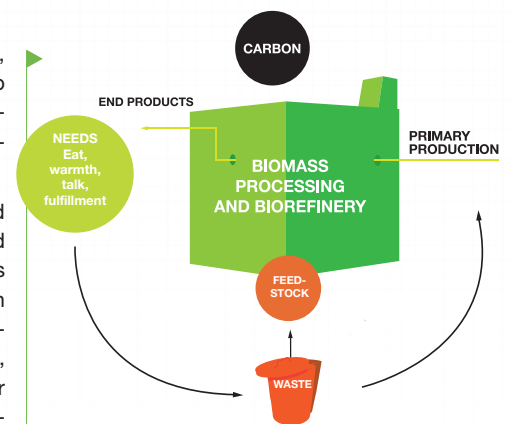 CARBON
END PRODUCTS
NEEDS
Eat,
warmth,
talk,
fulfillment
PRIMARY
PRODUCTION
BIOMASS
PROCESSING
AND BIOREFINERY
FEED-
STOCK
WASTE